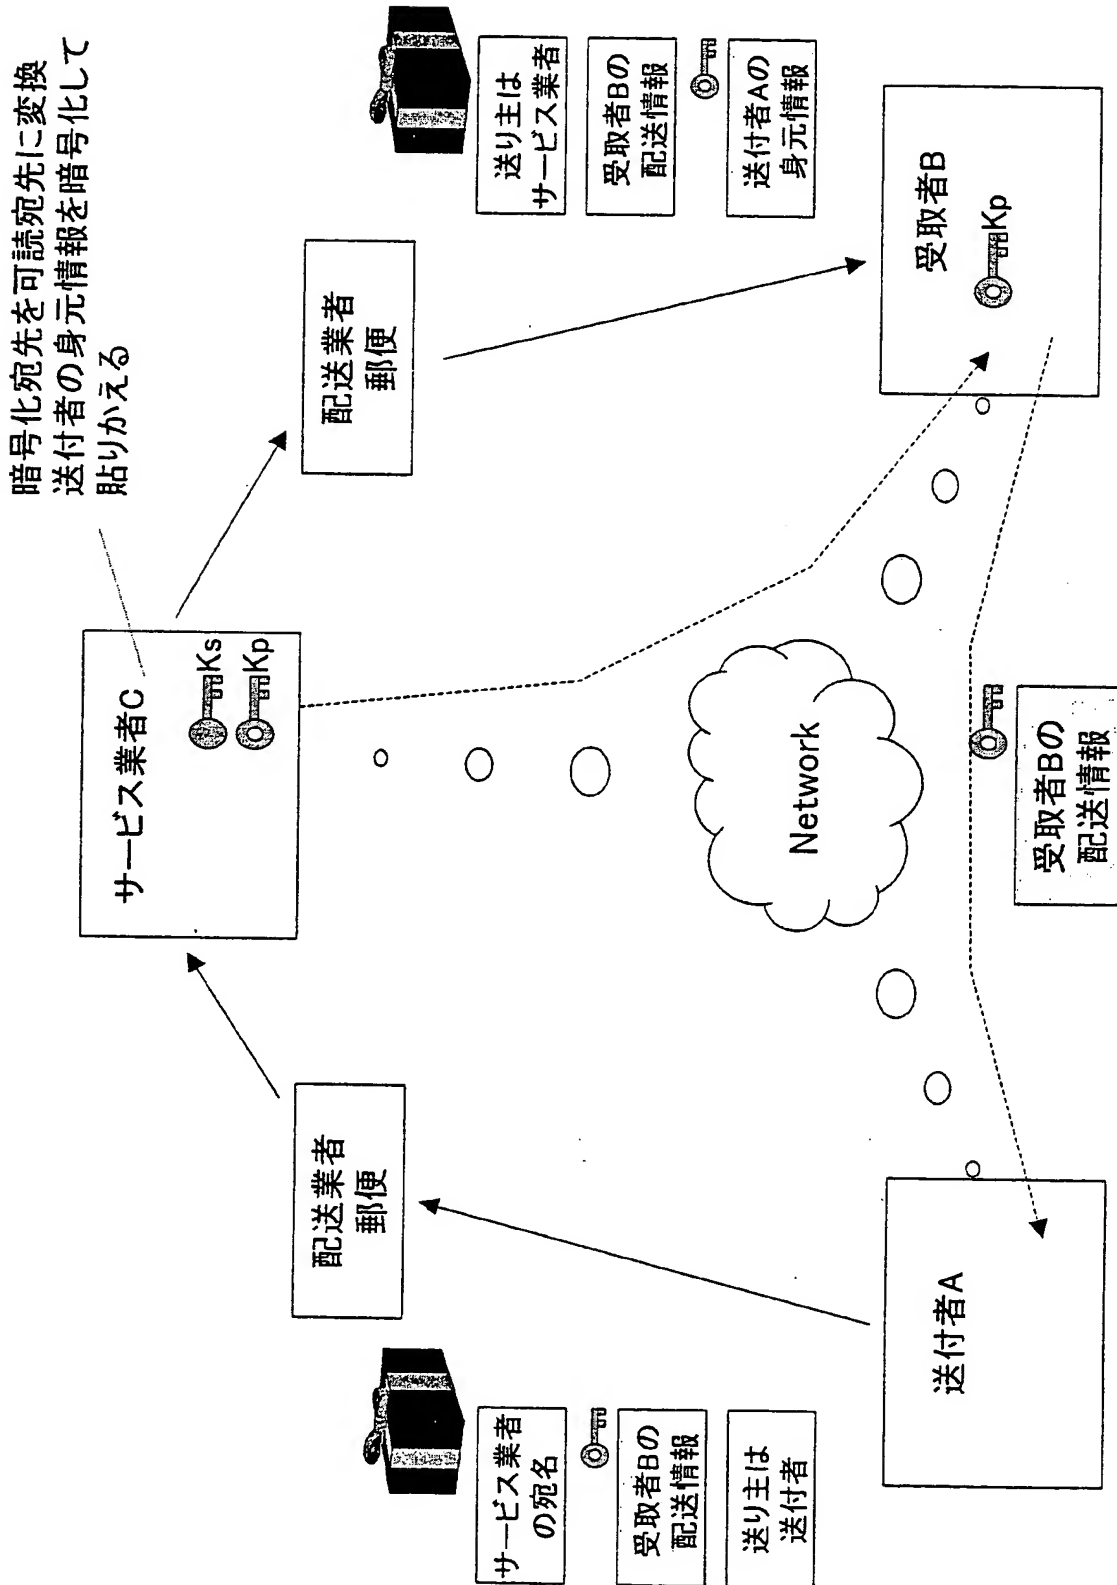 暗号化宛先を可読宛先に変換
送付者の身元情報を暗号化して
貼りかえる
サービス業者C
Ks
Kp
配送業者
郵便
配送業者
郵便
サービス業者
の宛名
受取者Bの
配送情報
送り主は
送付者
送り主は
サービス業者
受取者Bの
配送情報
送付者Aの
身元情報
Network
送付者A
受取者B
Kp
受取者Bの
配送情報